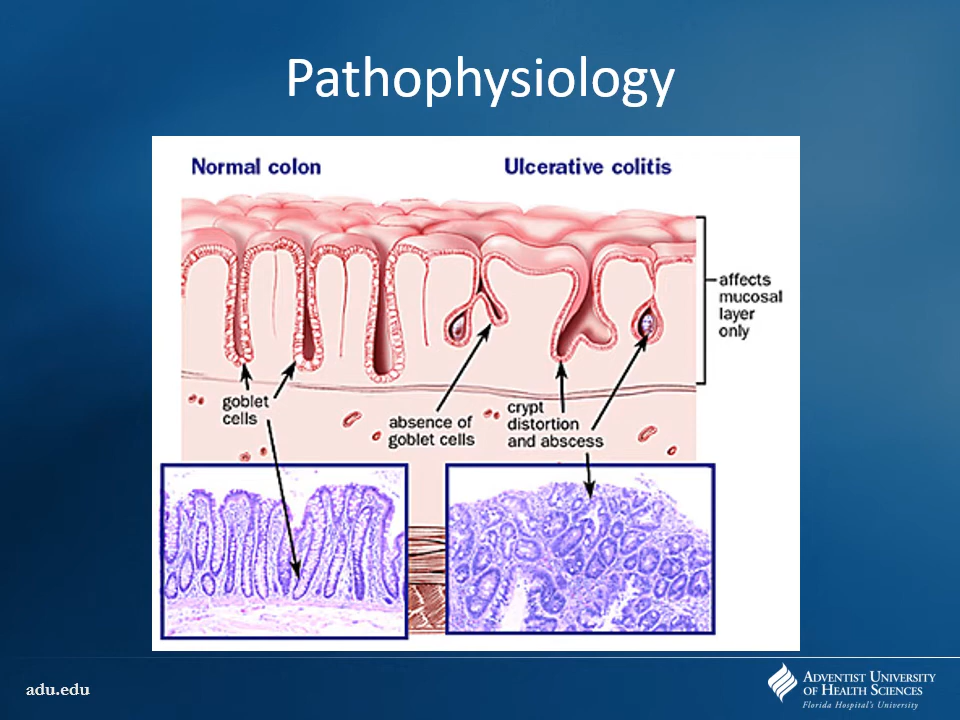 Pathophysiology
Normal colon
Ulcerative colitis
affects
mucosal
layer
only
goblet
cells
absence of
goblet cells
crypt
distortion
and abscess
adu.edu
ADVENTIST UNIVERSITY
OF HEALTH SCIENCES
Florida Hospital's University